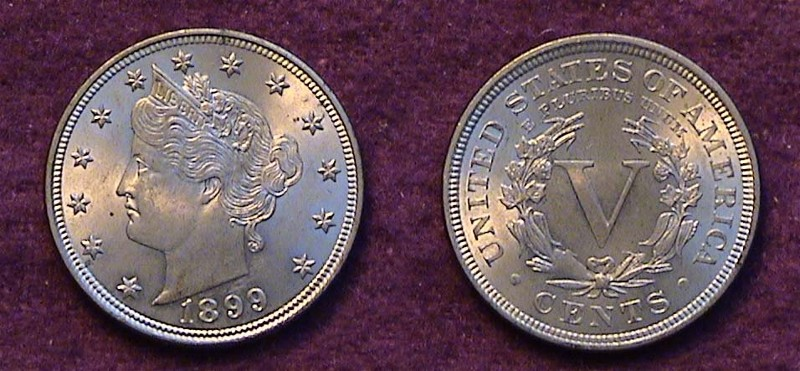 LIBERTY
1899
UNITED STATES OF AMERICA
E PLURIBUS UNUM
V
CENTS